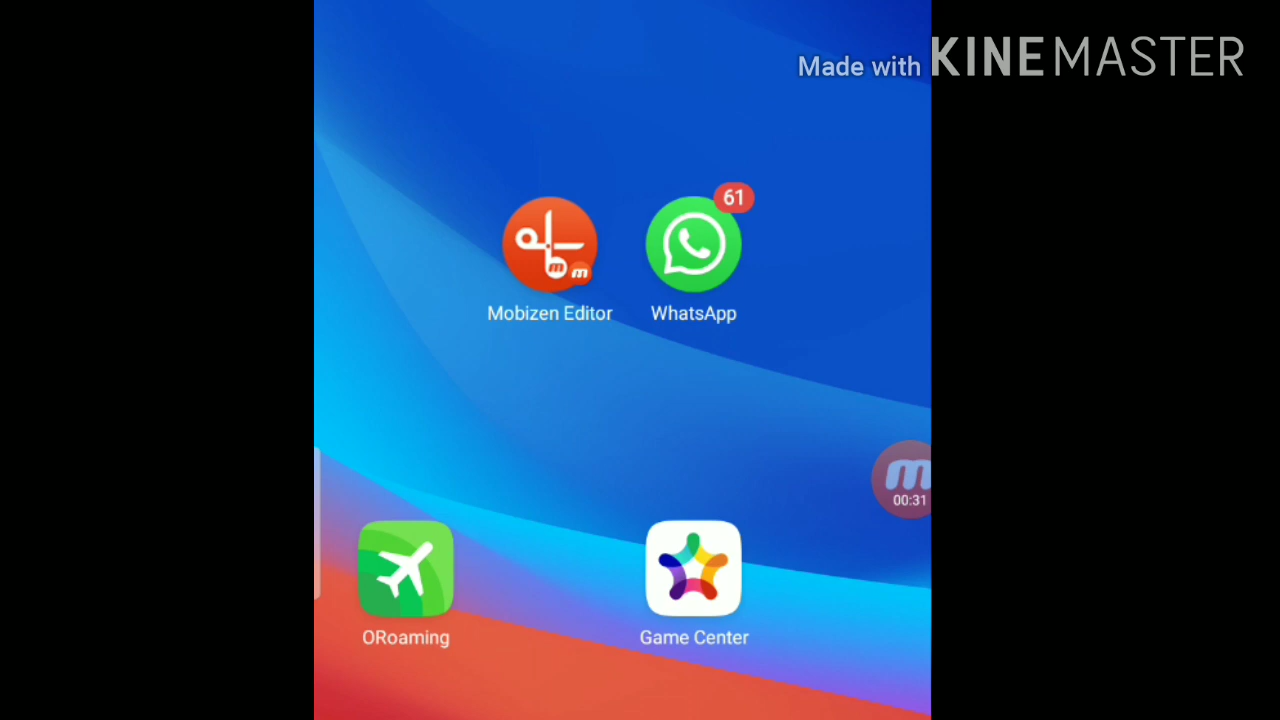 Made with KINEMASTER
61
Mobizen Editor WhatsApp
m
00:31
ORoaming Game Center